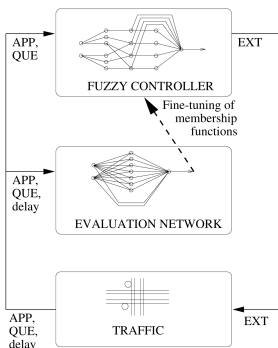 APP,
QUE
EXT
FUZZY CONTROLLER
Fine-tuning of
membership
functions
APP,
QUE,
delay
EVALUATION NETWORK
APP,
QUE,
delay
TRAFFIC
EXT